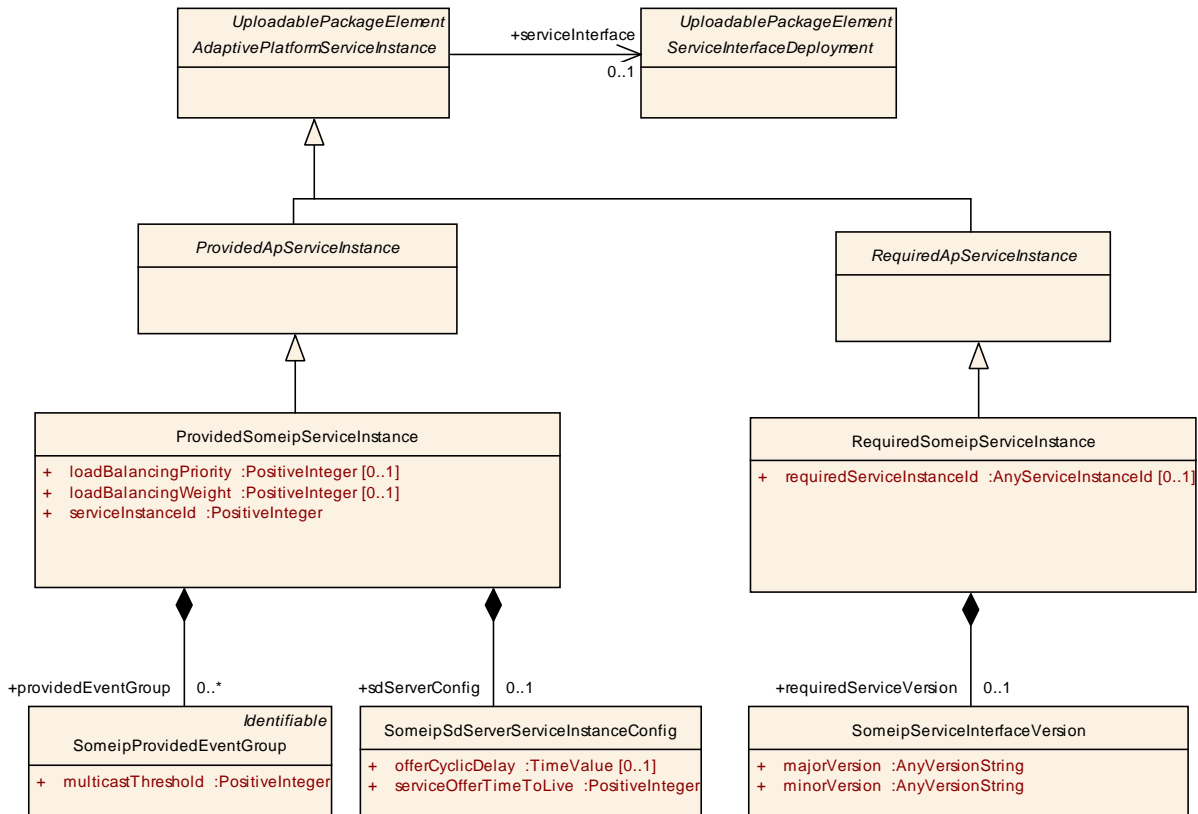 UploadablePackageElement
AdaptivePlatformServiceInstance
+serviceInterface
0..1
UploadablePackageElement
ServiceInterfaceDeployment
ProvidedApServiceInstance
RequiredApServiceInstance
ProvidedSomeipServiceInstance
+ loadBalancingPriority :PositiveInteger [0..1]
+ loadBalancingWeight :PositiveInteger [0..1]
+ serviceInstanceId :PositiveInteger
RequiredSomeipServiceInstance
+ requiredServiceInstanceId :AnyServiceInstanceId [0..1]
+providedEventGroup 0..*
+sdServerConfig 0..1
+requiredServiceVersion 0..1
Identifiable
SomeipProvidedEventGroup
+ multicastThreshold :PositiveInteger
SomeipSdServerServiceInstanceConfig
+ offerCyclicDelay :TimeValue [0..1]
+ serviceOfferTimeToLive :PositiveInteger
SomeipServiceInterfaceVersion
+ majorVersion :AnyVersionString
+ minorVersion :AnyVersionString